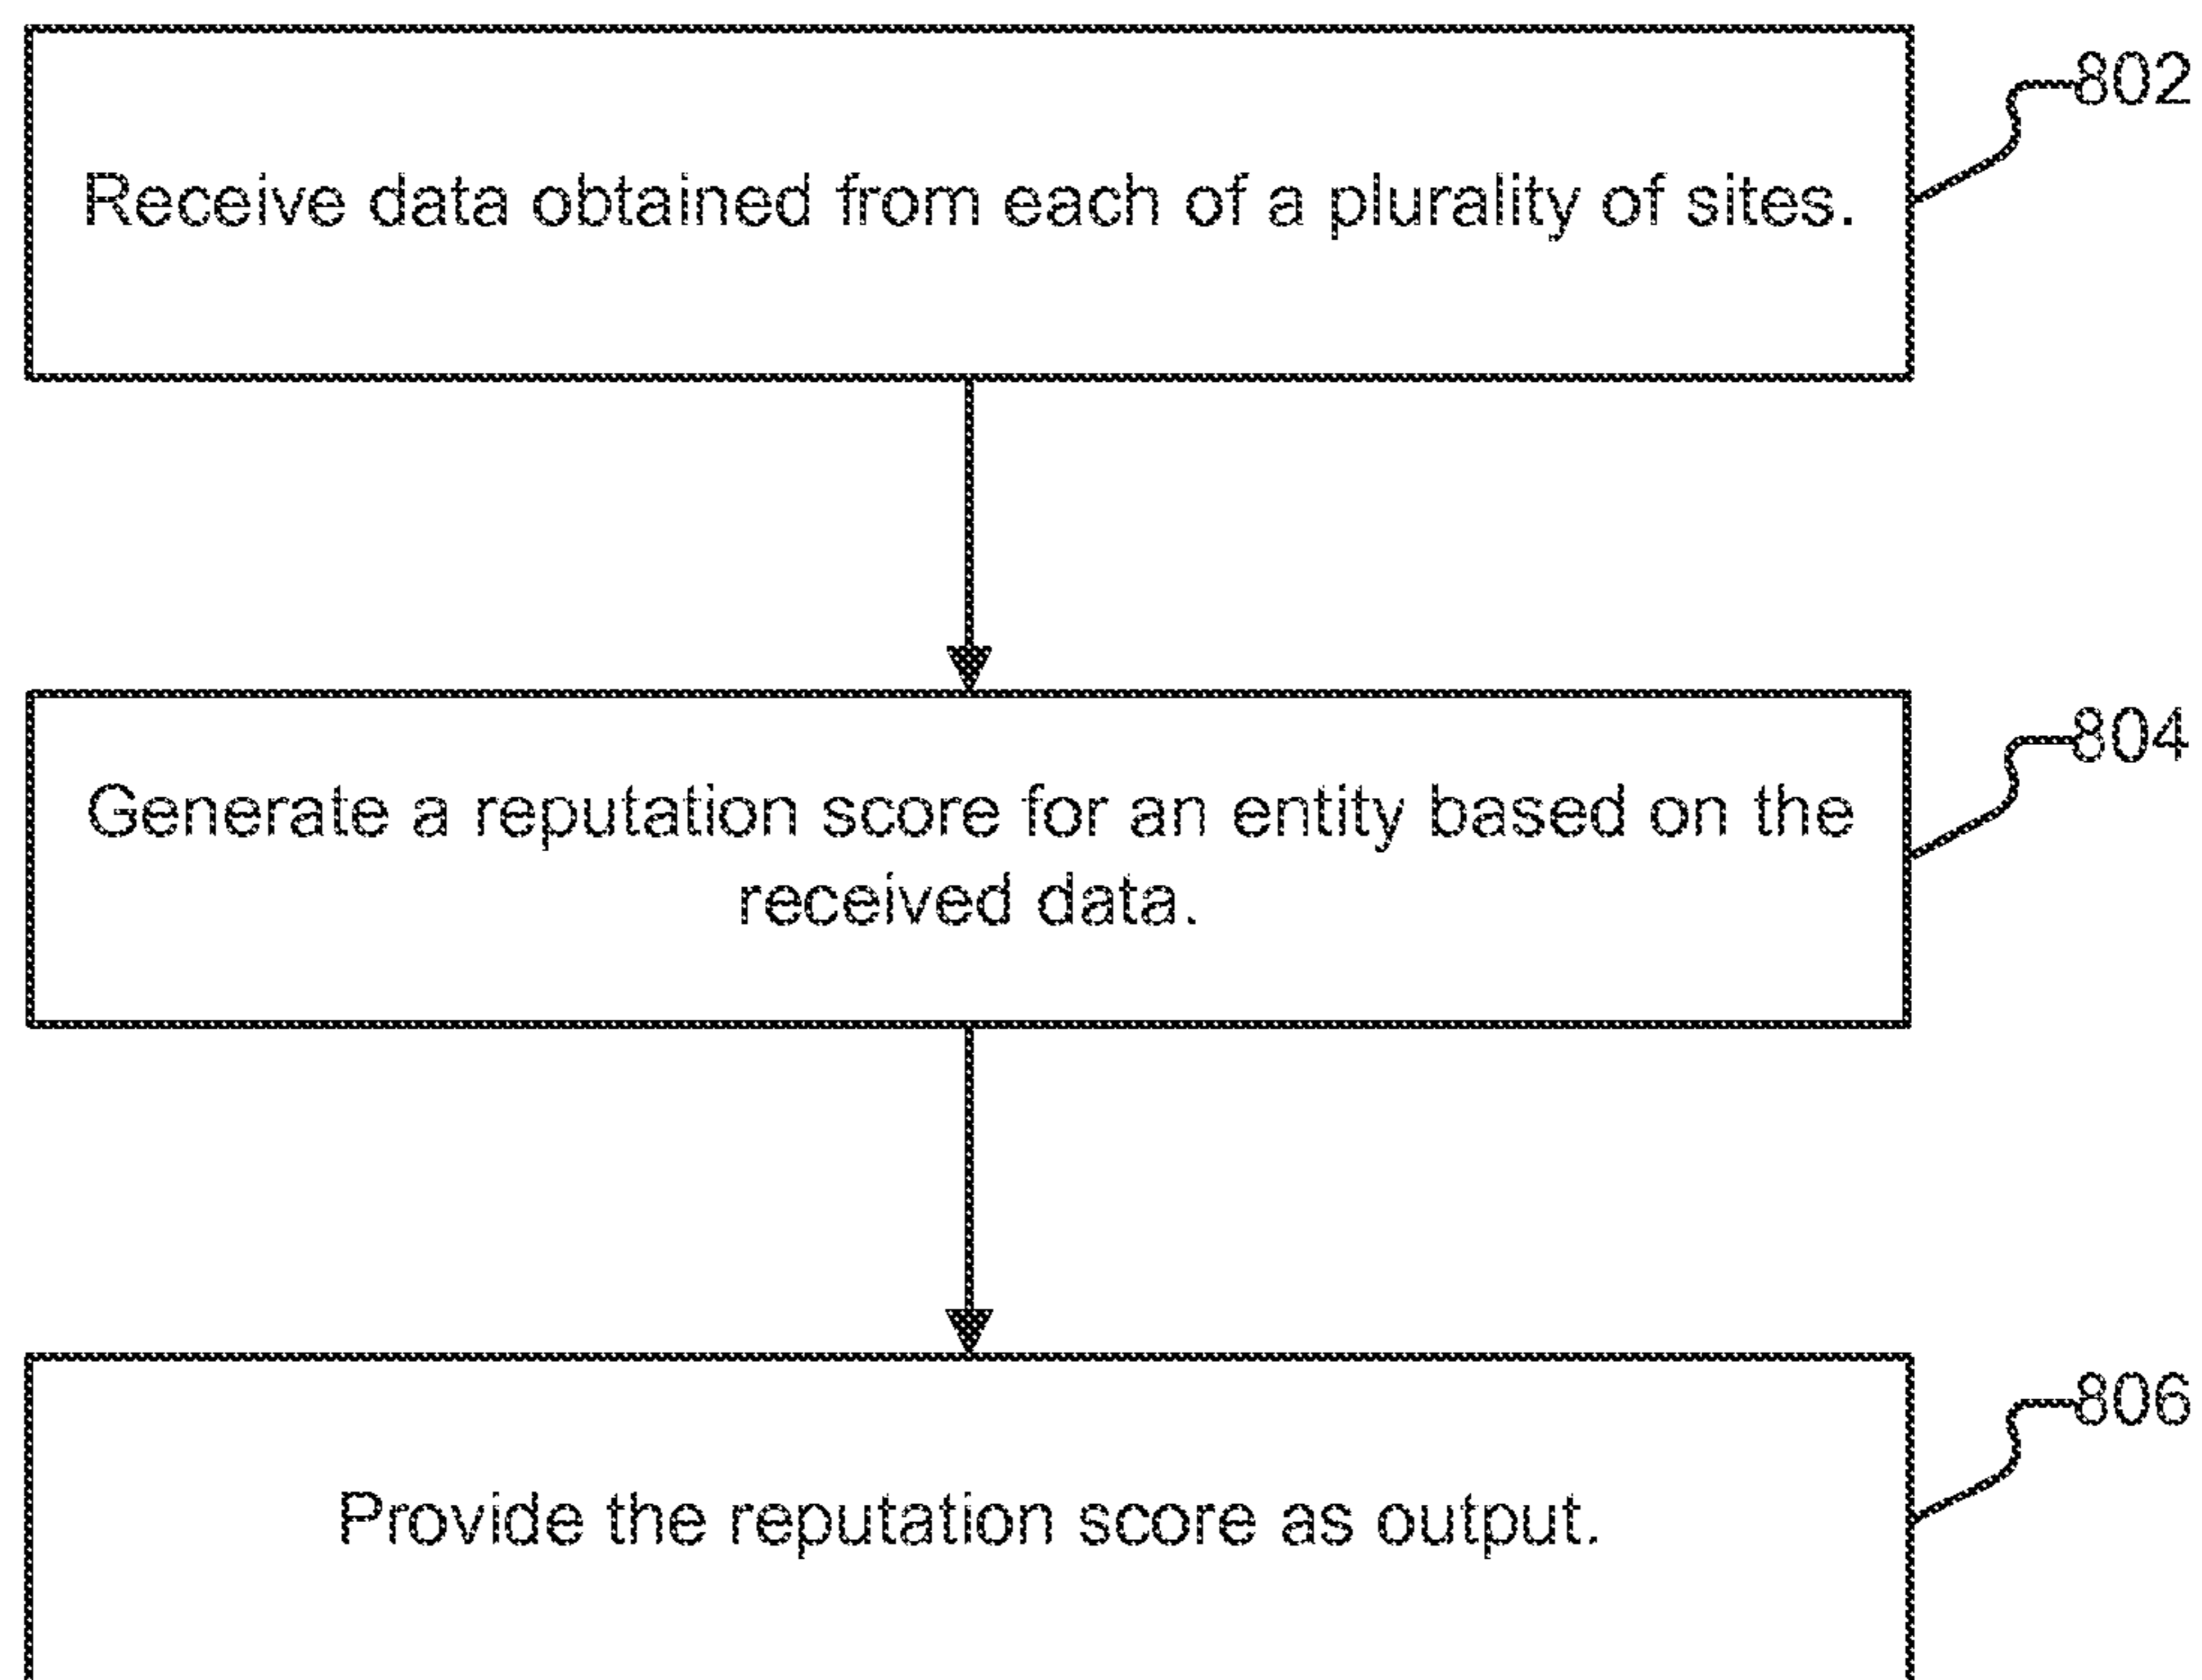 802
Receive data obtained from each of a plurality of sites.
804
Generate a reputation score for an entity based on the
received data.
806
Provide the reputation score as output.